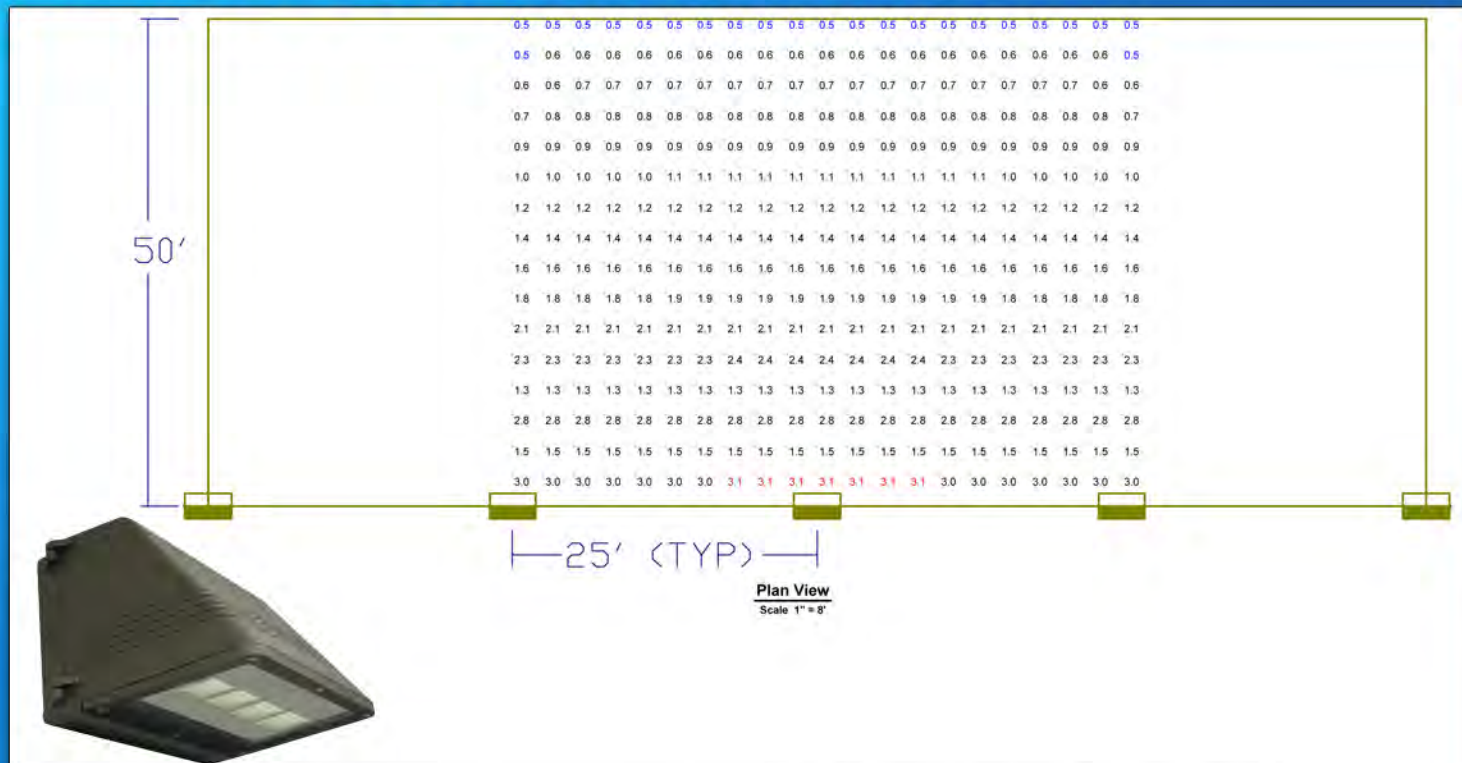 0.5 0.5 0.5 0.5 0.5 0.5 0.5 0.5 0.5 0.5 0.5 0.5 0.5 0.5 0.5 0.5 0.5 0.5 0.5 0.5 0.5
0.5 0.6 0.6 0.6 0.6 0.6 0.6 0.6 0.6 0.6 0.6 0.6 0.6 0.6 0.6 0.6 0.6 0.6 0.6 0.6 0.5
0.6 0.6 0.7 0.7 0.7 0.7 0.7 0.7 0.7 0.7 0.7 0.7 0.7 0.7 0.7 0.7 0.7 0.7 0.7 0.6 0.6
0.7 0.8 0.8 0.8 0.8 0.8 0.8 0.8 0.8 0.8 0.8 0.8 0.8 0.8 0.8 0.8 0.8 0.8 0.8 0.8 0.7
0.9 0.9 0.9 0.9 0.9 0.9 0.9 0.9 0.9 0.9 0.9 0.9 0.9 0.9 0.9 0.9 0.9 0.9 0.9 0.9 0.9
1.0 1.0 1.0 1.0 1.0 1.1 1.1 1.1 1.1 1.1 1.1 1.1 1.1 1.1 1.1 1.1 1.0 1.0 1.0 1.0 1.0
1.2 1.2 1.2 1.2 1.2 1.2 1.2 1.2 1.2 1.2 1.2 1.2 1.2 1.2 1.2 1.2 1.2 1.2 1.2 1.2 1.2
50'
1.4 1.4 1.4 1.4 1.4 1.4 1.4 1.4 1.4 1.4 1.4 1.4 1.4 1.4 1.4 1.4 1.4 1.4 1.4 1.4 1.4
1.6 1.6 1.6 1.6 1.6 1.6 1.6 1.6 1.6 1.6 1.6 1.6 1.6 1.6 1.6 1.6 1.6 1.6 1.6 1.6 1.6
1.8 1.8 1.8 1.8 1.8 1.9 1.9 1.9 1.9 1.9 1.9 1.9 1.9 1.9 1.9 1.9 1.8 1.8 1.8 1.8 1.8
2.1 2.1 2.1 2.1 2.1 2.1 2.1 2.1 2.1 2.1 2.1 2.1 2.1 2.1 2.1 2.1 2.1 2.1 2.1 2.1 2.1
2.3 2.3 2.3 2.3 2.3 2.3 2.3 2.4 2.4 2.4 2.4 2.4 2.4 2.4 2.3 2.3 2.3 2.3 2.3 2.3 2.3
1.3 1.3 1.3 1.3 1.3 1.3 1.3 1.3 1.3 1.3 1.3 1.3 1.3 1.3 1.3 1.3 1.3 1.3 1.3 1.3 1.3
2.8 2.8 2.8 2.8 2.8 2.8 2.8 2.8 2.8 2.8 2.8 2.8 2.8 2.8 2.8 2.8 2.8 2.8 2.8 2.8 2.8
1.5 1.5 1.5 1.5 1.5 1.5 1.5 1.5 1.5 1.5 1.5 1.5 1.5 1.5 1.5 1.5 1.5 1.5 1.5 1.5 1.5
3.0 3.0 3.0 3.0 3.0 3.0 3.0 3.1 3.1 3.1 3.1 3.1 3.1 3.1 3.0 3.0 3.0 3.0 3.0 3.0 3.0
25' (TYP)
Plan View
Scale 1" = 8'